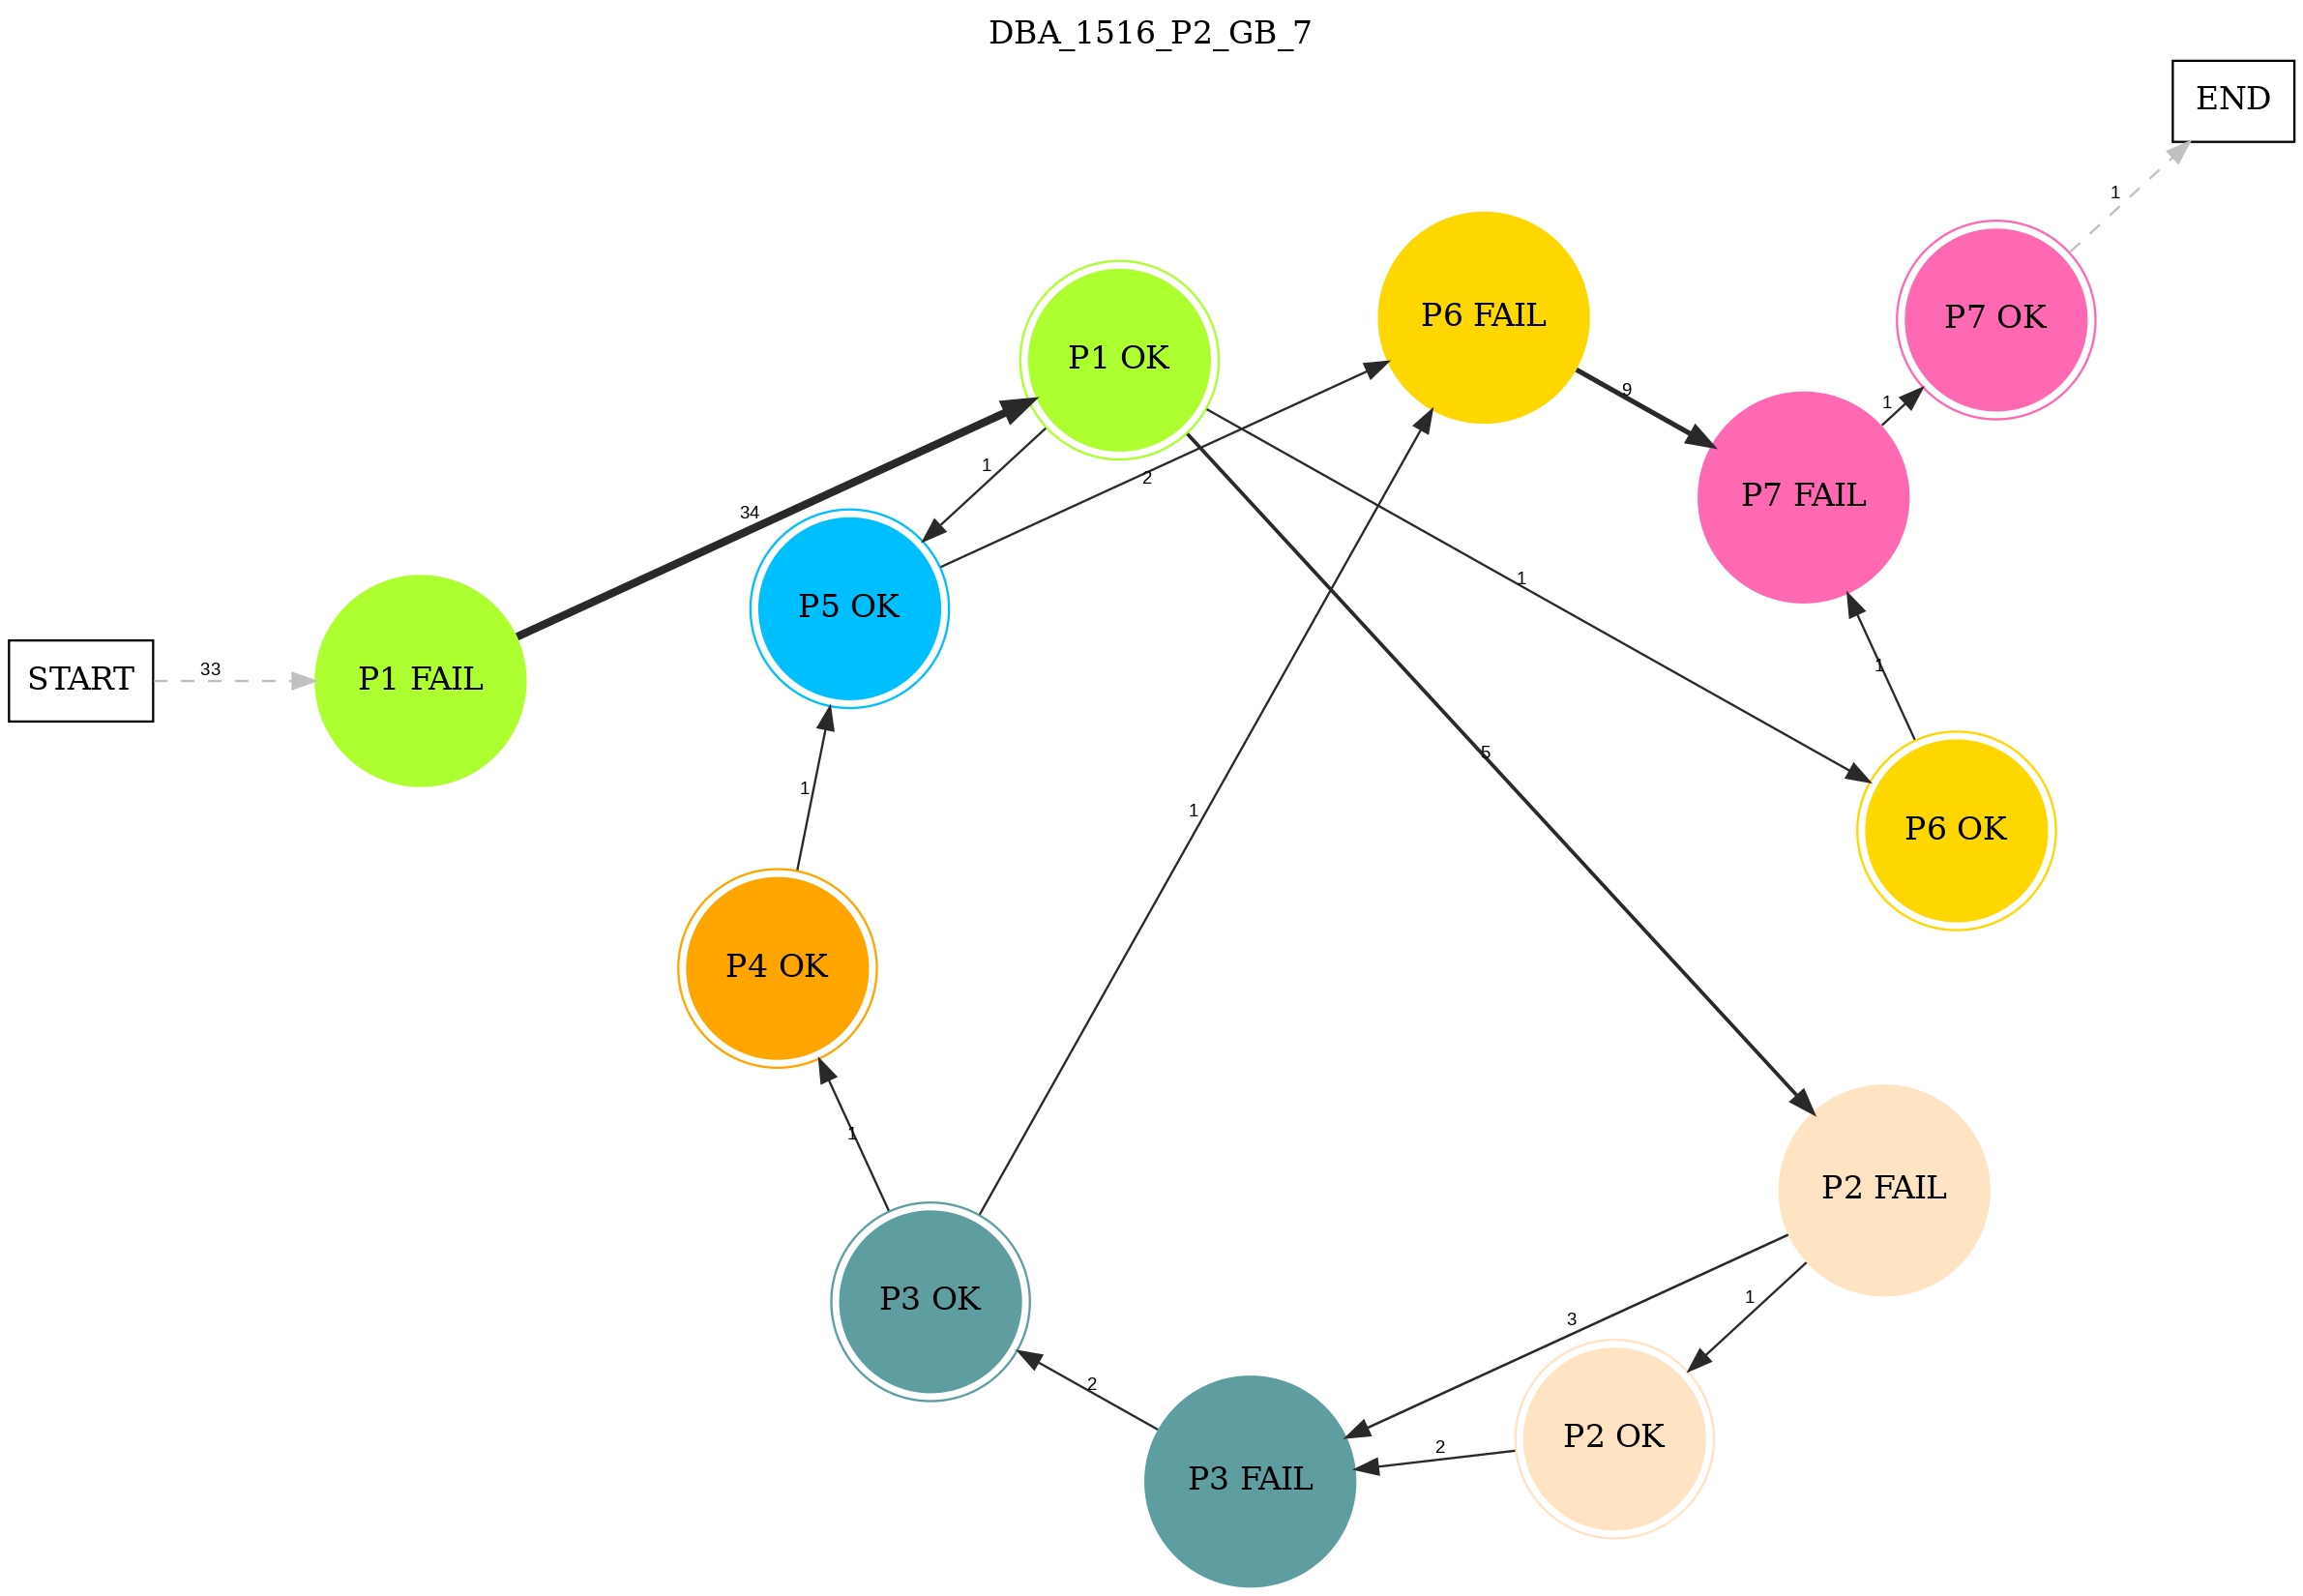 DBA_1516_P2_GB_7
END
1
P6 FAIL
P7 OK
P1 OK
9
1
1
2
P7 FAIL
34
1
P5 OK
START
33
P1 FAIL
1
5
1
1
P6 OK
P4 OK
1
P2 FAIL
1
P3 OK
3
2
2
P2 OK
P3 FAIL